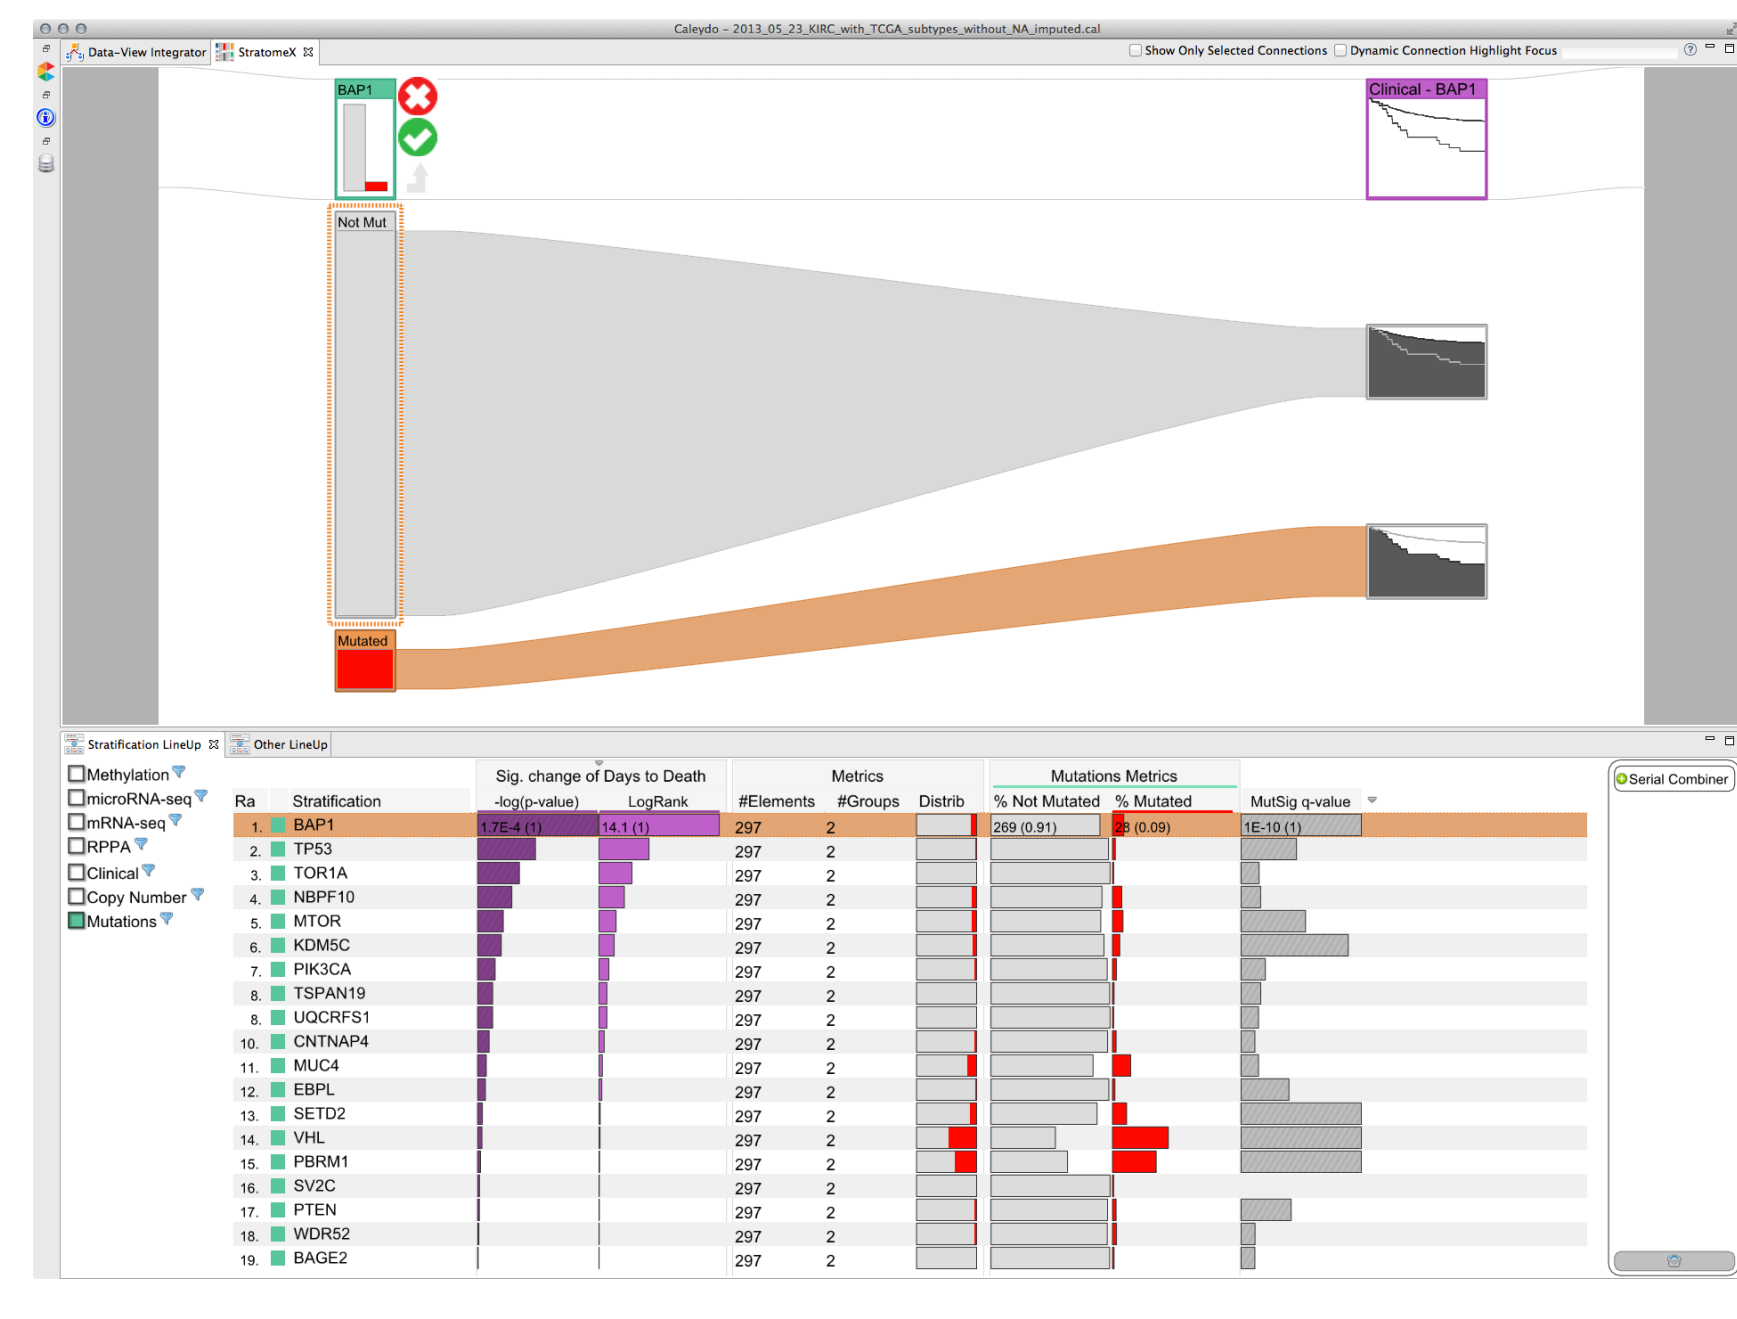 Caleydo - 2013_05_23_KIRC_with_TCGA_subtypes_without_NA_imputed.cal
Data-View Integrator StratomeX Show Only Selected Connections Dynamic Connection Highlight Focus
BAP1 Clinical - BAP1
Not Mut
Mutated
Stratification LineUp Other LineUp
Methylation Sig. change of Days to Death Metrics Mutations Metrics Serial Combiner
microRNA-seq Ra Stratification -log(p-value) LogRank #Elements #Groups Distrib % Not Mutated % Mutated MutSig q-value
mRNA-seq 1. BAP1 1.7E-4 (1) 14.1 (1) 297 2 269 (0.91) 28 (0.09) 1E-10 (1)
RPPA 2. TP53 297 2
Clinical 3. TOR1A 297 2
Copy Number 4. NBPF10 297 2
Mutations 5. MTOR 297 2
6. KDM5C 297 2
7. PIK3CA 297 2
8. TSPAN19 297 2
8. UQCRFS1 297 2
10. CNTNAP4 297 2
11. MUC4 297 2
12. EBPL 297 2
13. SETD2 297 2
14. VHL 297 2
15. PBRM1 297 2
16. SV2C 297 2
17. PTEN 297 2
18. WDR52 297 2
19. BAGE2 297 2